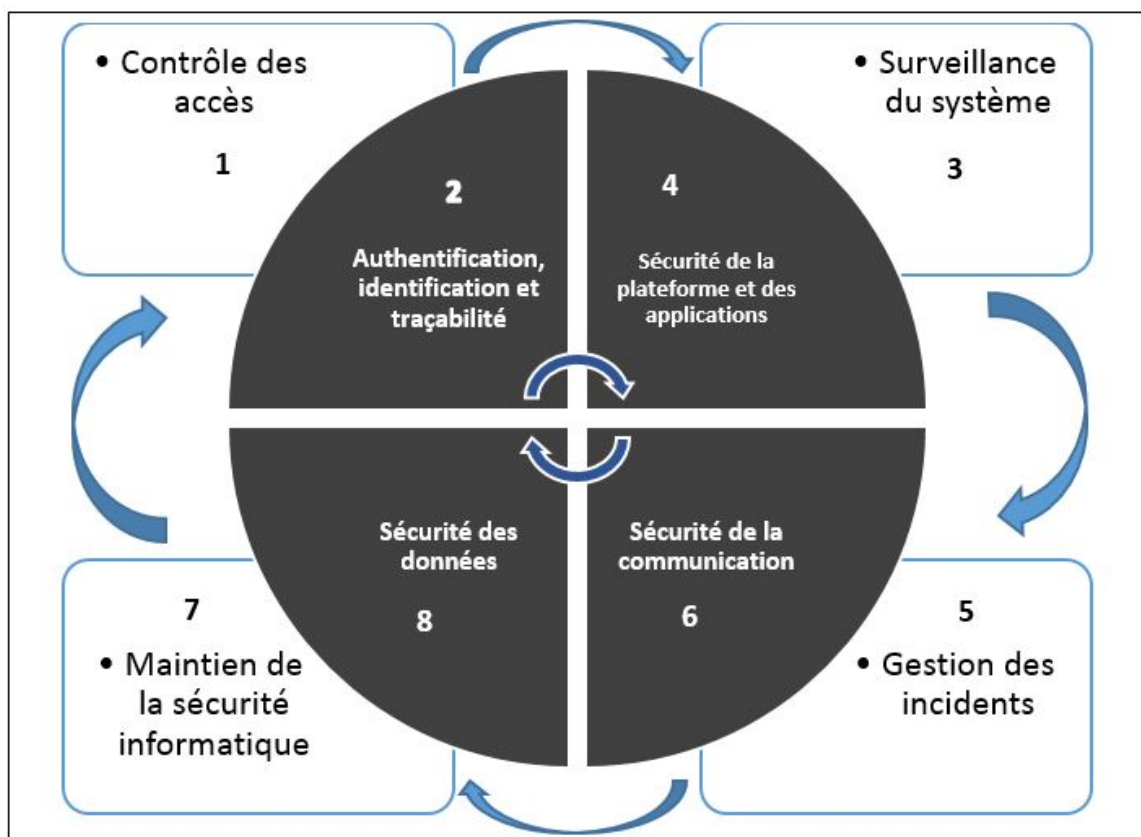 • Contrôle des
accès
1
2
Authentification,
identification et
traçabilité
• Surveillance
du système
3
4
Sécurité de la
plateforme et des
applications
5
• Gestion des
incidents
Sécurité de la
communication
6
7
• Maintien de
la sécurité
informatique
Sécurité des
données
8